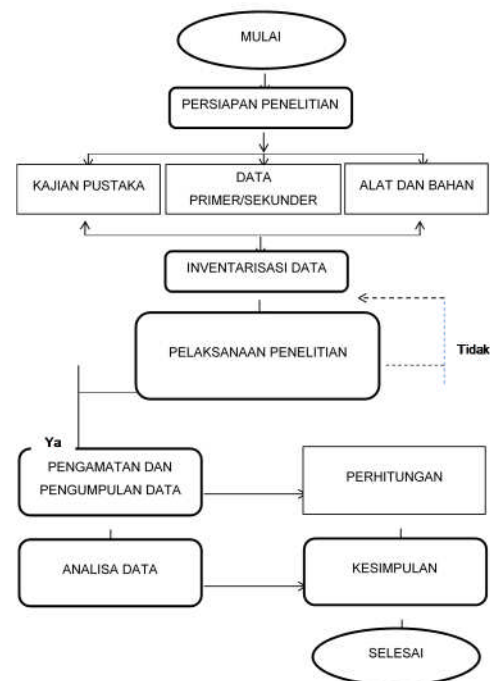 MULAI
PERSIAPAN PENELITIAN
KAJIAN PUSTAKA
DATA
PRIMER/SEKUNDER
ALAT DAN BAHAN
INVENTARISASI DATA
PELAKSANAAN PENELITIAN
Tidak
Ya
PENGAMATAN DAN
PENGUMPULAN DATA
PERHITUNGAN
ANALISA DATA
KESIMPULAN
SELESAI